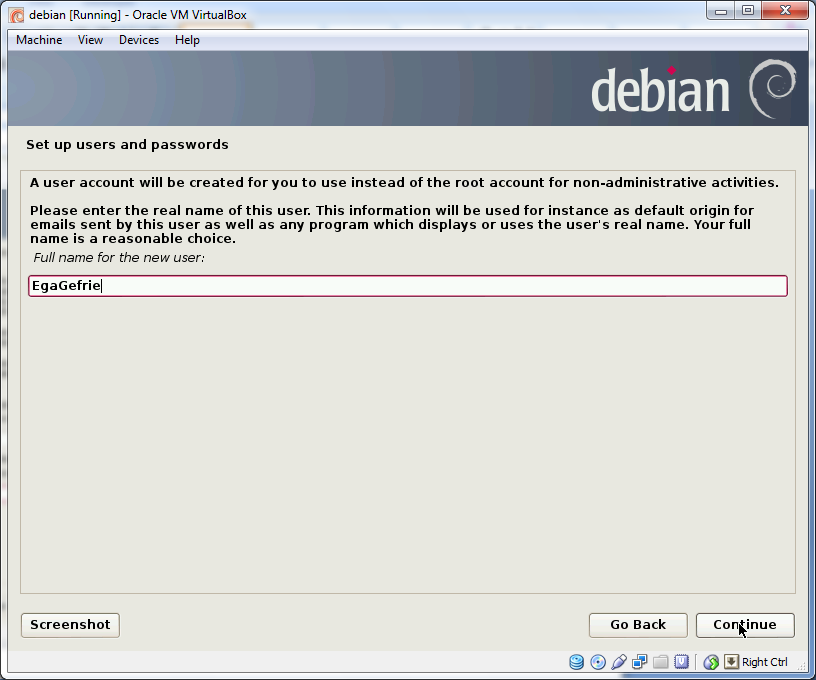 debian [Running] - Oracle VM VirtualBox
Machine View Devices Help
debian
Set up users and passwords
A user account will be created for you to use instead of the root account for non-administrative activities.
Please enter the real name of this user. This information will be used for instance as default origin for
emails sent by this user as well as any program which displays or uses the user's real name. Your full
name is a reasonable choice.
Full name for the new user:
EgaGefrie
Screenshot Go Back Continue
Right Ctrl